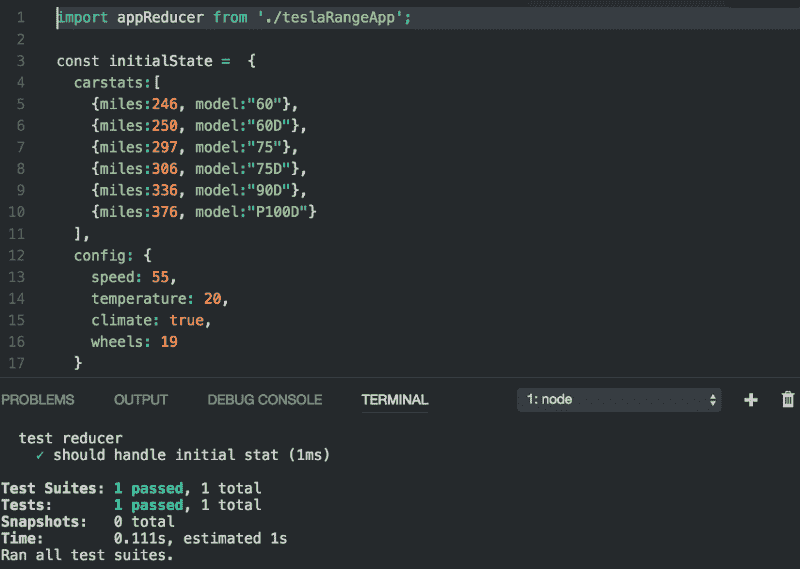 1 import appReducer from './teslaRangeApp';
2
3 const initialState =  {
4   carstats:[
5     {miles:246, model:"60"},
6     {miles:250, model:"60D"},
7     {miles:297, model:"75"},
8     {miles:306, model:"75D"},
9     {miles:336, model:"90D"},
10     {miles:376, model:"P100D"}
11   ],
12   config: {
13     speed: 55,
14     temperature: 20,
15     climate: true,
16     wheels: 19
17   }
PROBLEMS OUTPUT DEBUG CONSOLE TERMINAL 1: node
test reducer
✓ should handle initial stat (1ms)
Test Suites: 1 passed, 1 total
Tests: 1 passed, 1 total
Snapshots: 0 total
Time: 0.111s, estimated 1s
Ran all test suites.